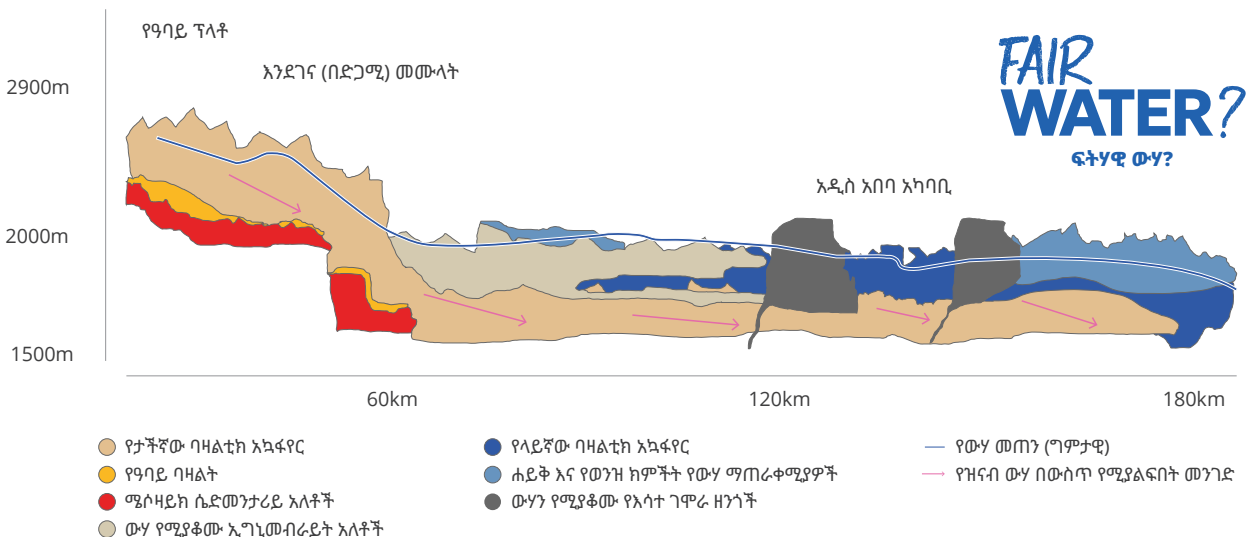 የዓባይ ፕላቶ
እንደገና (በድጋሚ) መሙላት
2900m
FAIR
WATER?
ፍትሃዊ ውሃ?
አዲስ አበባ አካባቢ
2000m
1500m
60km
120km
180km
የታችኛው ባዛልቲክ አኳፋየር
የዓባይ ባዛልት
ሜሶዛይክ ሴድመንታሪይ አለቶች
ውሃ የሚያቆሙ ኢግኒመብራይት አለቶች
የላይኛው ባዛልቲክ አኳፋየር
ሐይቅ እና የወንዝ ክምችት የውሃ ማጠራቀሚያዎች
ውሃን የሚያቆሙ የእሳተ ገሞራ ዘንጎች
የውሃ መጠን (ግምታዊ)
የዝናብ ውሃ በውስጥ የሚያልፍበት መንገድ